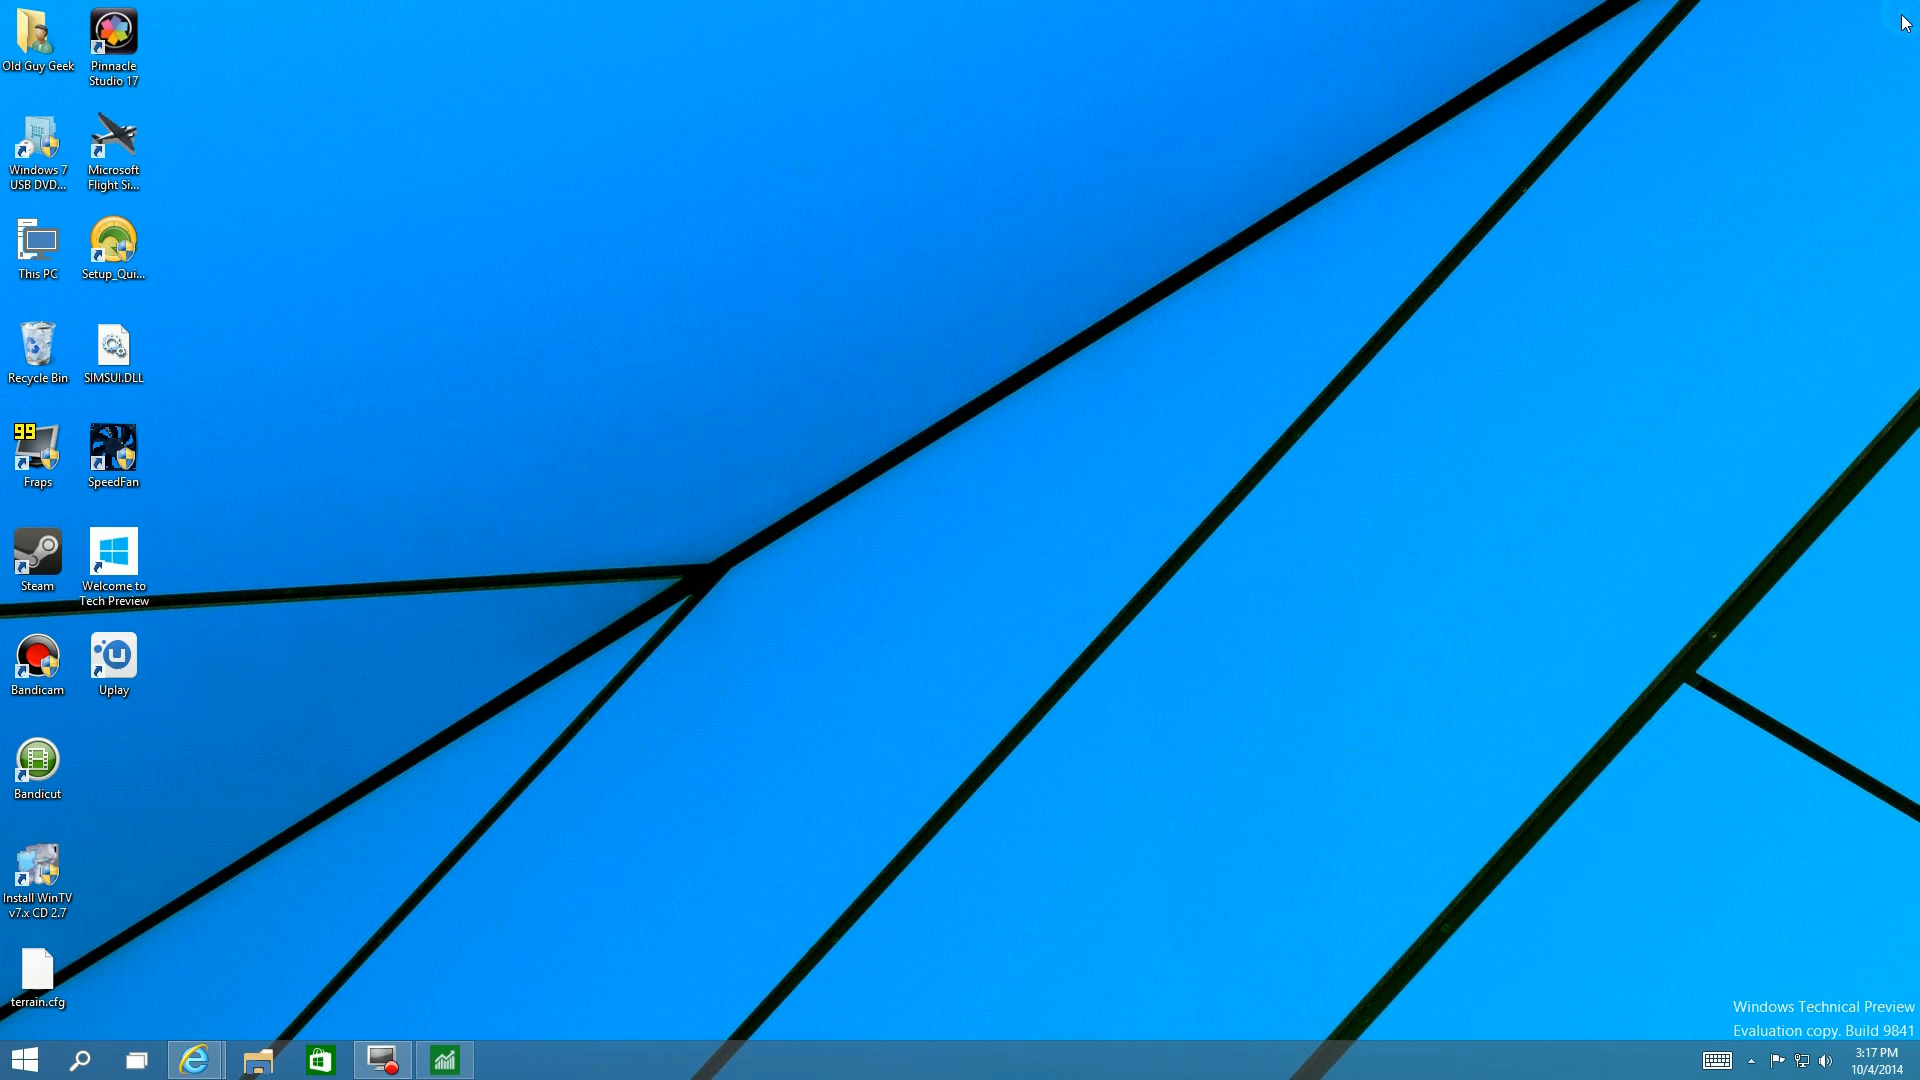 Old Guy Geek
Pinnacle
Studio 17
Windows 7
USB DVD...
Microsoft
Flight Si...
This PC
Setup_Qui...
Recycle Bin
SIMSUI.DLL
99
Fraps
SpeedFan
Steam
Welcome to
Tech Preview
Bandicam
Uplay
Bandicut
Install WinTV
v7.x CD 2.7
terrain.cfg
Windows Technical Preview
Evaluation copy. Build 9841
3:17 PM
10/4/2014